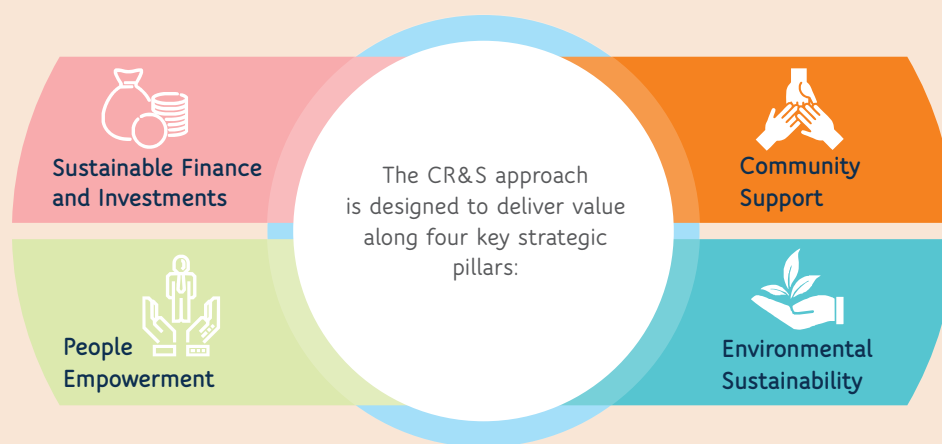 Sustainable Finance
and Investments
People
Empowerment
The CR&S approach
is designed to deliver value
along four key strategic
pillars:
Community
Support
Environmental
Sustainability